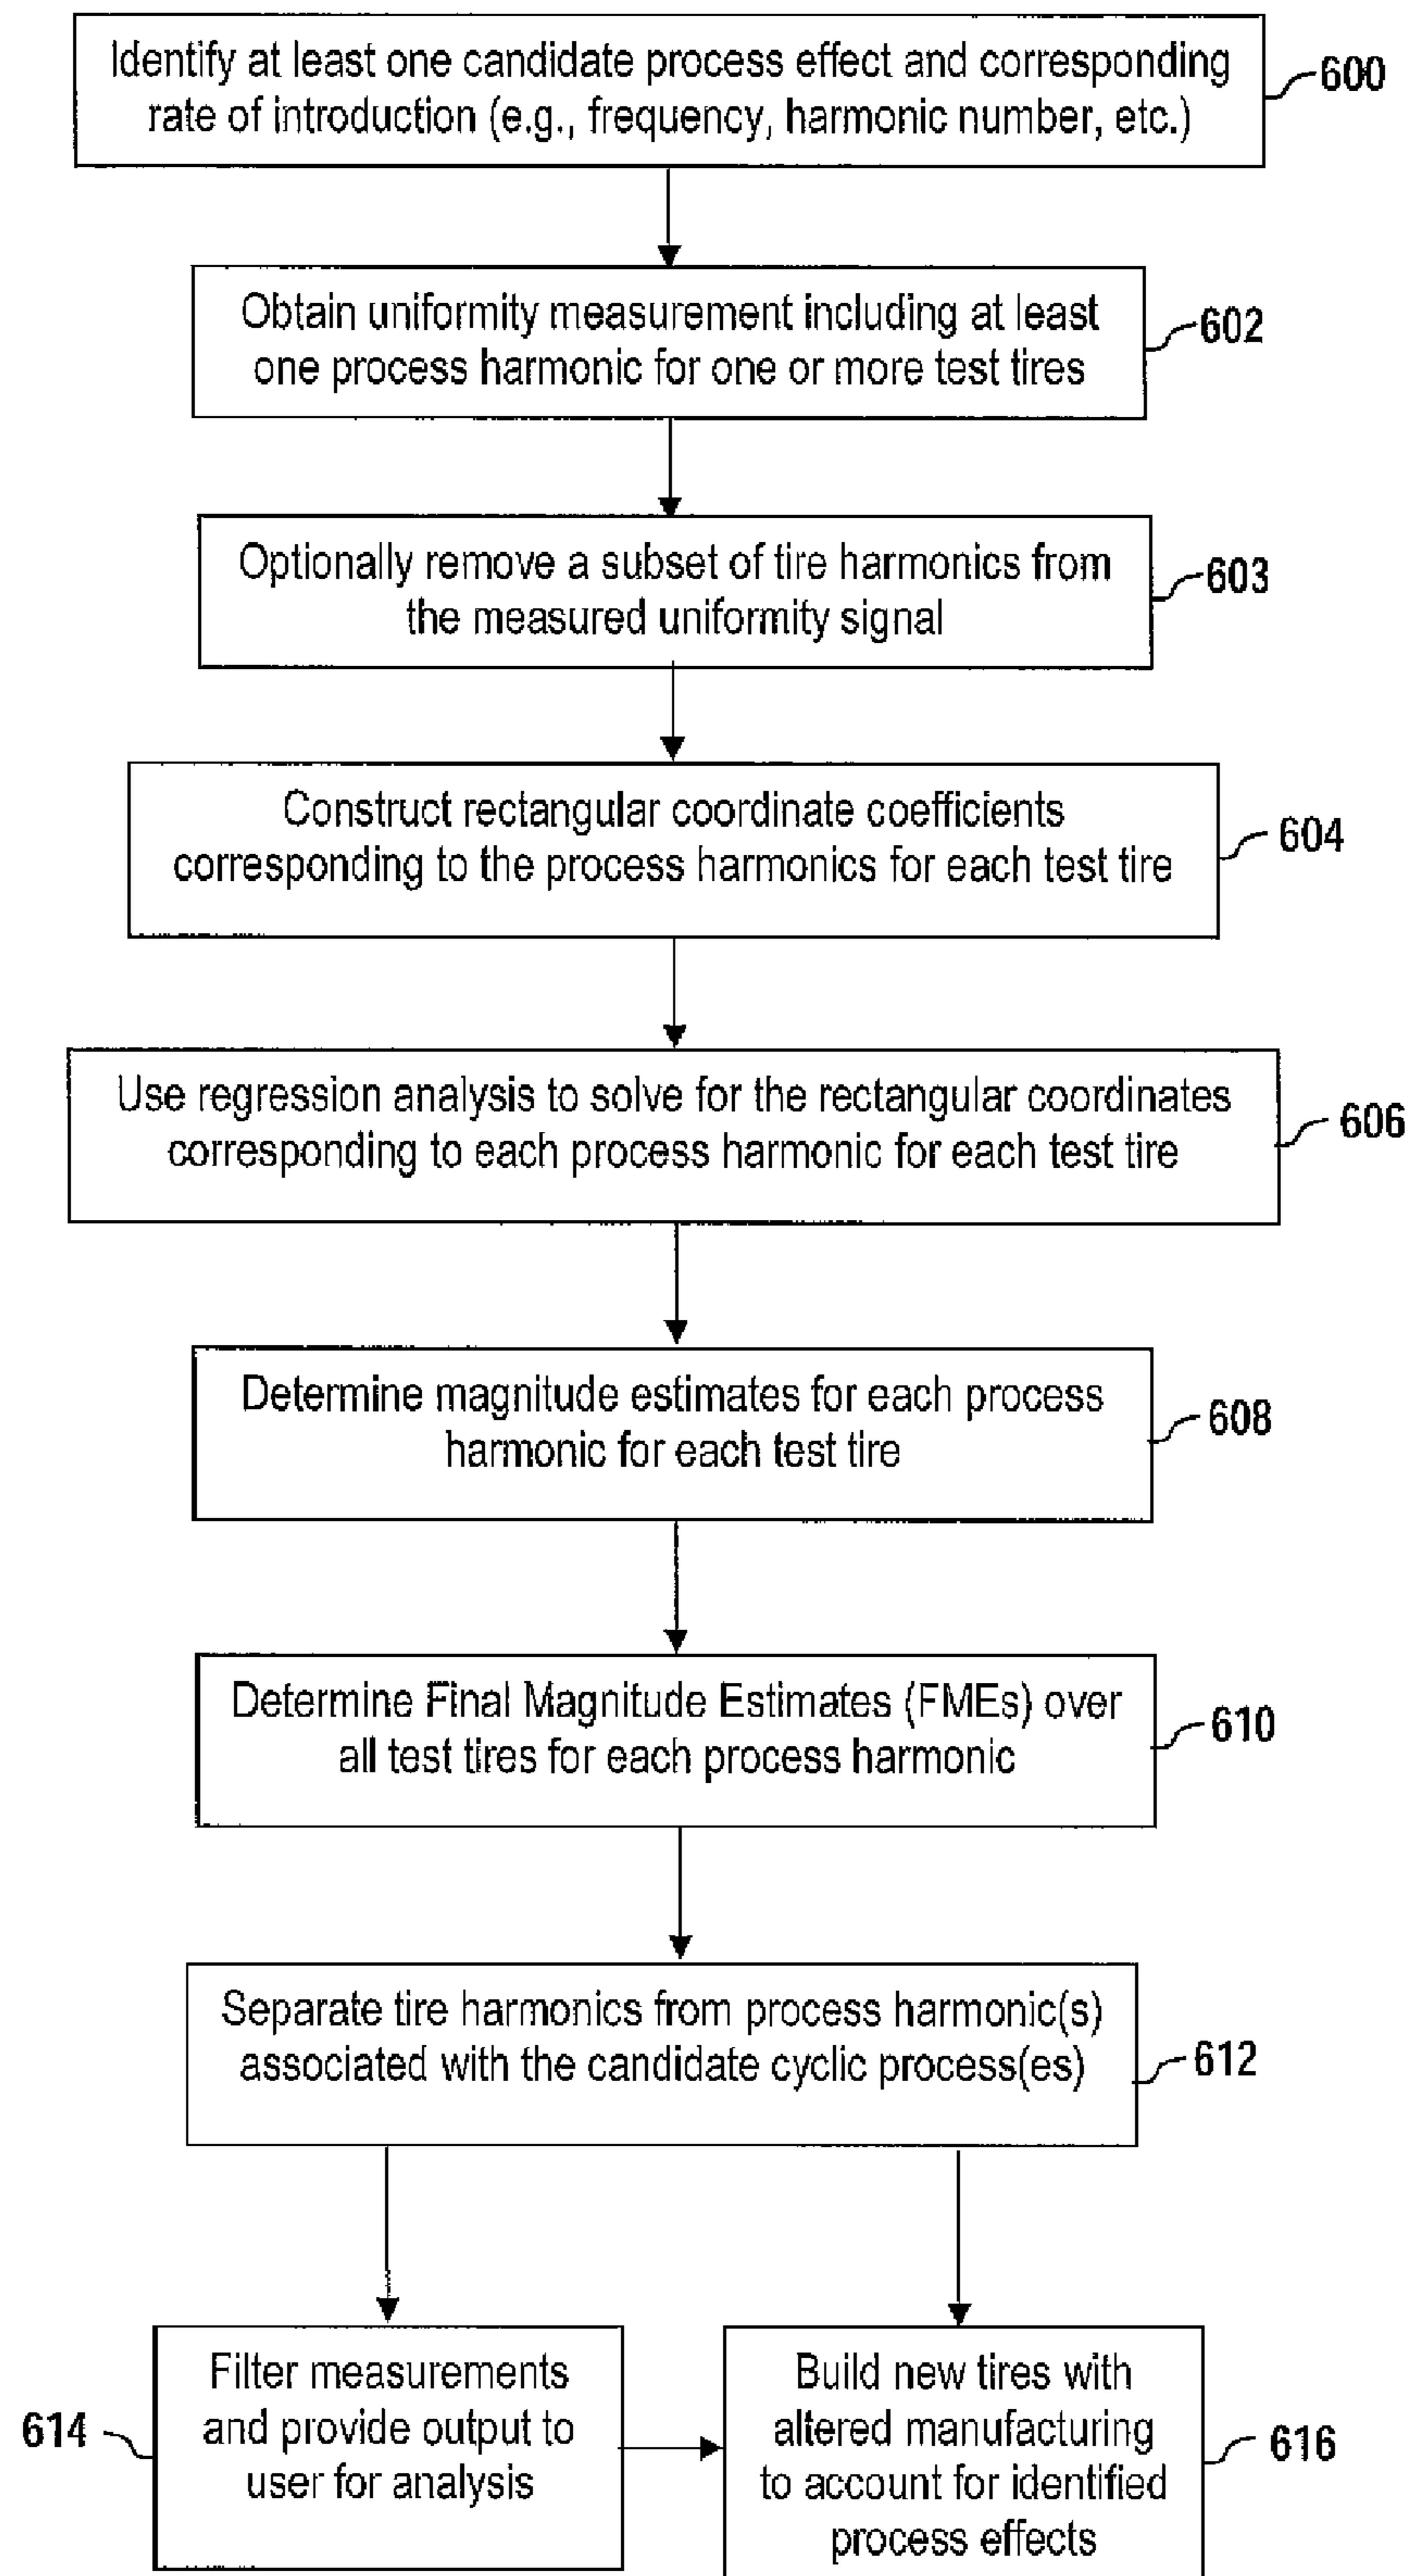 Identify at least one candidate process effect and corresponding
rate of introduction (e.g., frequency, harmonic number, etc.)
600
Obtain uniformity measurement including at least
one process harmonic for one or more test tires
602
Optionally remove a subset of tire harmonics from
the measured uniformity signal
603
Construct rectangular coordinate coefficients
corresponding to the process harmonics for each test tire
604
Use regression analysis to solve for the rectangular coordinates
corresponding to each process harmonic for each test tire
606
Determine magnitude estimates for each process
harmonic for each test tire
608
Determine Final Magnitude Estimates (FMEs) over
all test tires for each process harmonic
610
Separate tire harmonics from process harmonic(s)
associated with the candidate cyclic process(es)
612
614
Filter measurements
and provide output to
user for analysis
Build new tires with
altered manufacturing
to account for identified
process effects
616